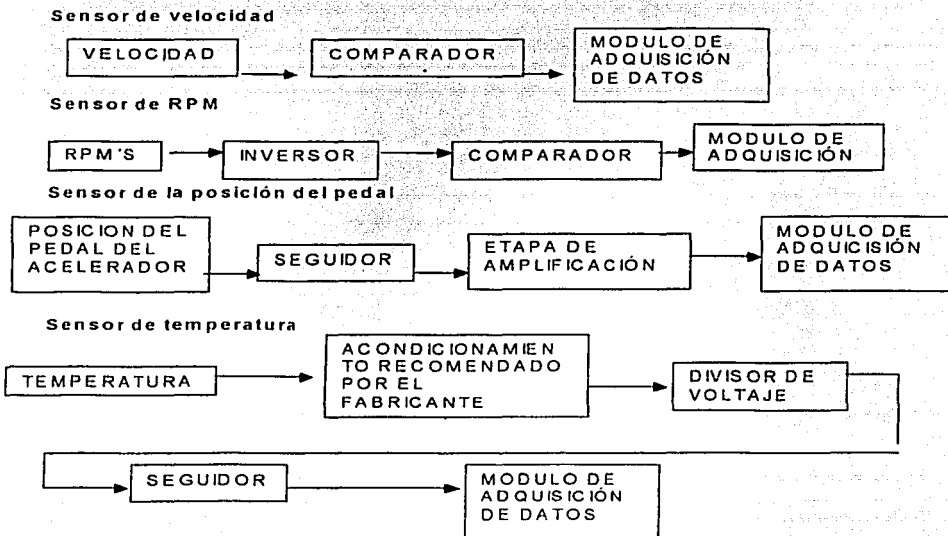 Sensor de velocidad
VELOCIDAD
COMPARADOR
MODULO DE
ADQUISICIÓN
DE DATOS
Sensor de RPM
RPM'S
INVERSOR
COMPARADOR
MODULO DE
ADQUISICIÓN
Sensor de la posición del pedal
POSICION DEL
PEDAL DEL
ACELERADOR
SEGUIDOR
ETAPA DE
AMPLIFICACIÓN
MODULO DE
ADQUICISIÓN
DE DATOS
Sensor de temperatura
TEMPERATURA
ACONDICIONAMIEN
TO RECOMENDADO
POR EL
FABRICANTE
DIVISOR DE
VOLTAJE
SEGUIDOR
MODULO DE
ADQUISICIÓN
DE DATOS